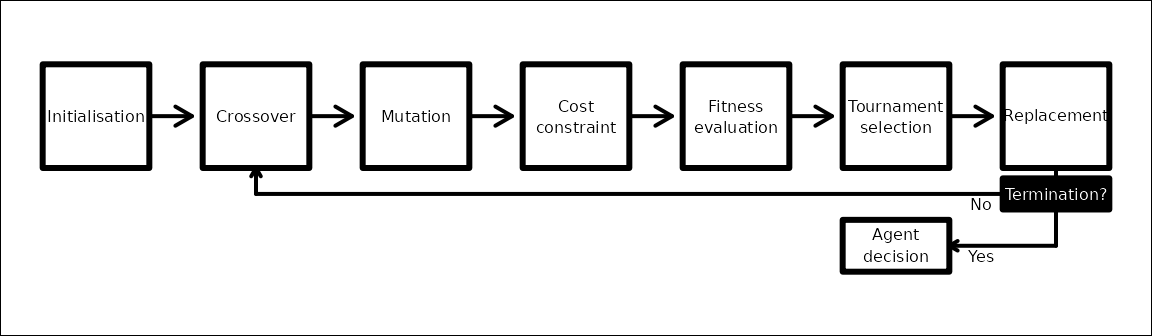 Initialisation
Crossover
Mutation
Cost
constraint
Fitness
evaluation
Tournament
selection
Replacement
Termination?
No
Agent
decision
Yes